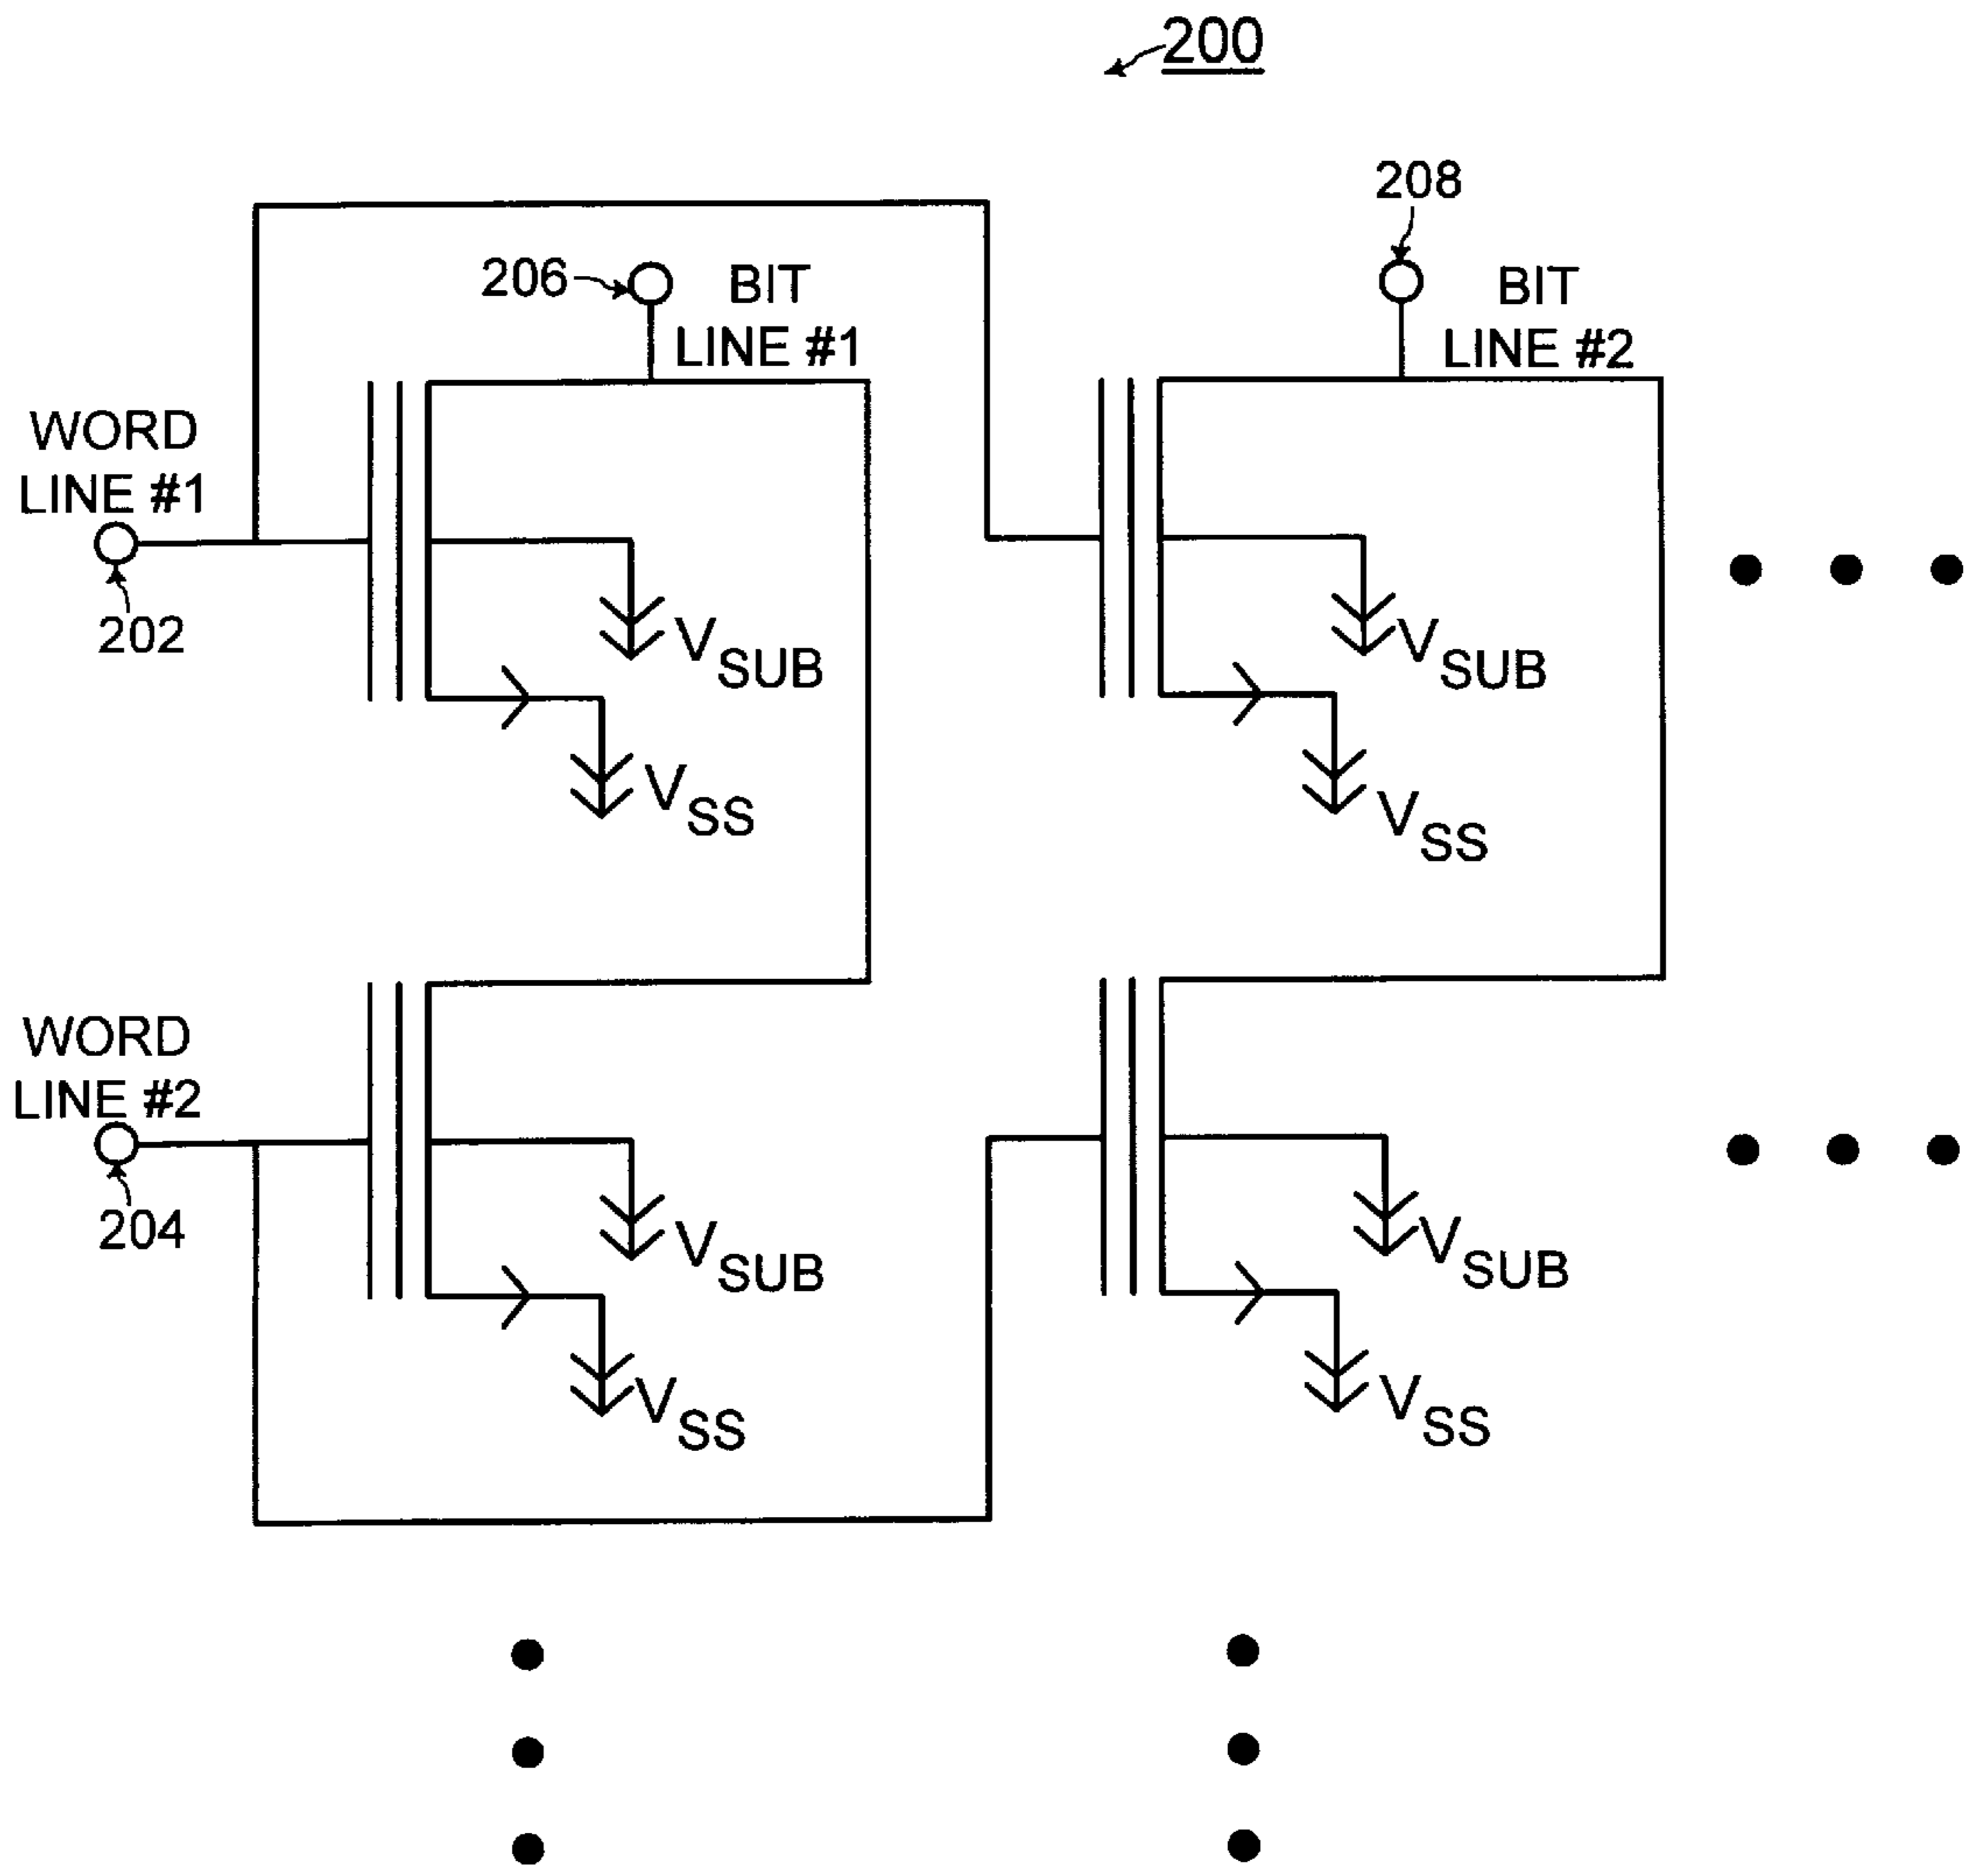 200
208
206
BIT
LINE #1
BIT
LINE #2
WORD
LINE #1
202
VSUB
VSUB
VSS
VSS
WORD
LINE #2
204
VSUB
VSUB
VSS
VSS